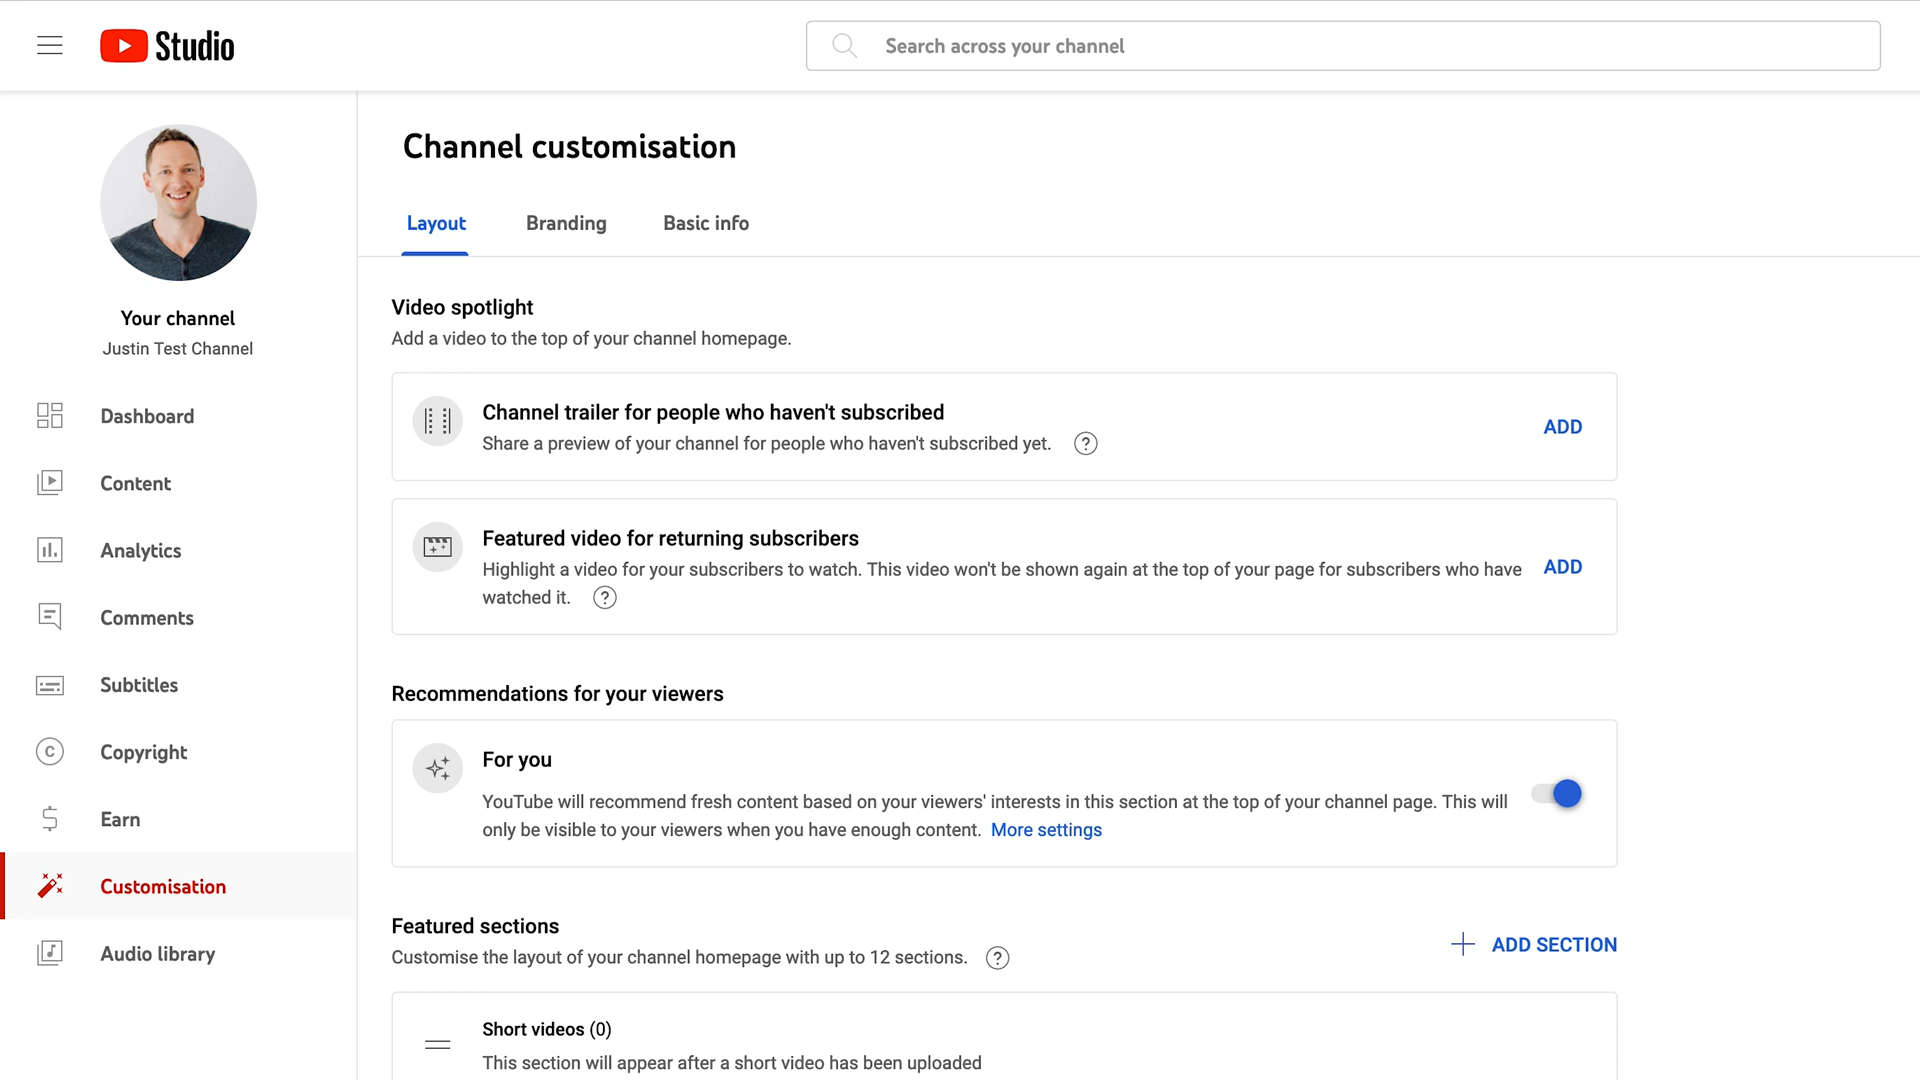 Studio
Search across your channel
Your channel
Justin Test Channel
Dashboard
Content
Analytics
Comments
Subtitles
Copyright
Earn
Customisation
Audio library
Channel customisation
Layout
Branding
Basic info
Video spotlight
Add a video to the top of your channel homepage.
Channel trailer for people who haven't subscribed
Share a preview of your channel for people who haven't subscribed yet. ?
ADD
Featured video for returning subscribers
Highlight a video for your subscribers to watch. This video won't be shown again at the top of your page for subscribers who have
watched it. ?
ADD
Recommendations for your viewers
For you
YouTube will recommend fresh content based on your viewers' interests in this section at the top of your channel page. This will
only be visible to your viewers when you have enough content. More settings
Featured sections
Customise the layout of your channel homepage with up to 12 sections. ?
ADD SECTION
Short videos (0)
This section will appear after a short video has been uploaded